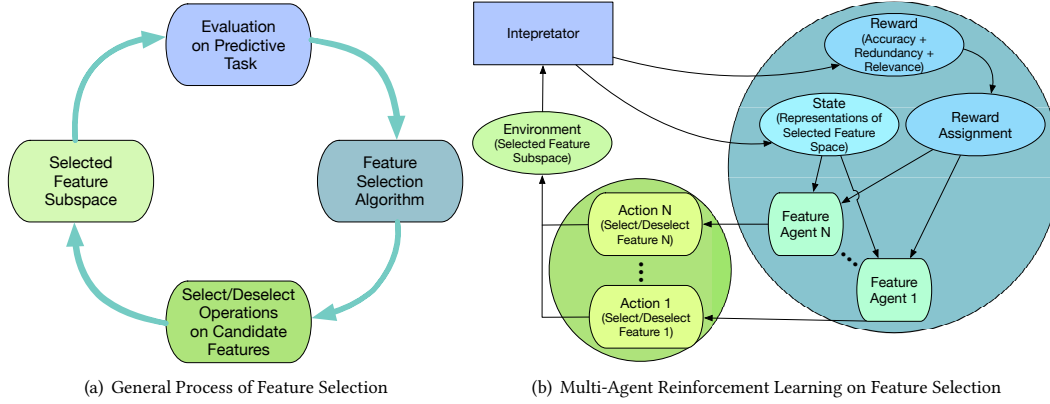 Evaluation
on Predictive
Task
Selected
Feature
Subspace
Feature
Selection
Algorithm
Select/Deselect
Operations
on Candidate
Features
(a) General Process of Feature Selection
Intepretator
Reward
(Accuracy +
Redundancy +
Relevance)
Environment
(Selected Feature
Subspace)
State
(Representations of
Selected Feature
Space)
Reward
Assignment
Action N
(Select/Deselect
Feature N)
Feature
Agent N
Action 1
(Select/Deselect
Feature 1)
Feature
Agent 1
(b) Multi-Agent Reinforcement Learning on Feature Selection